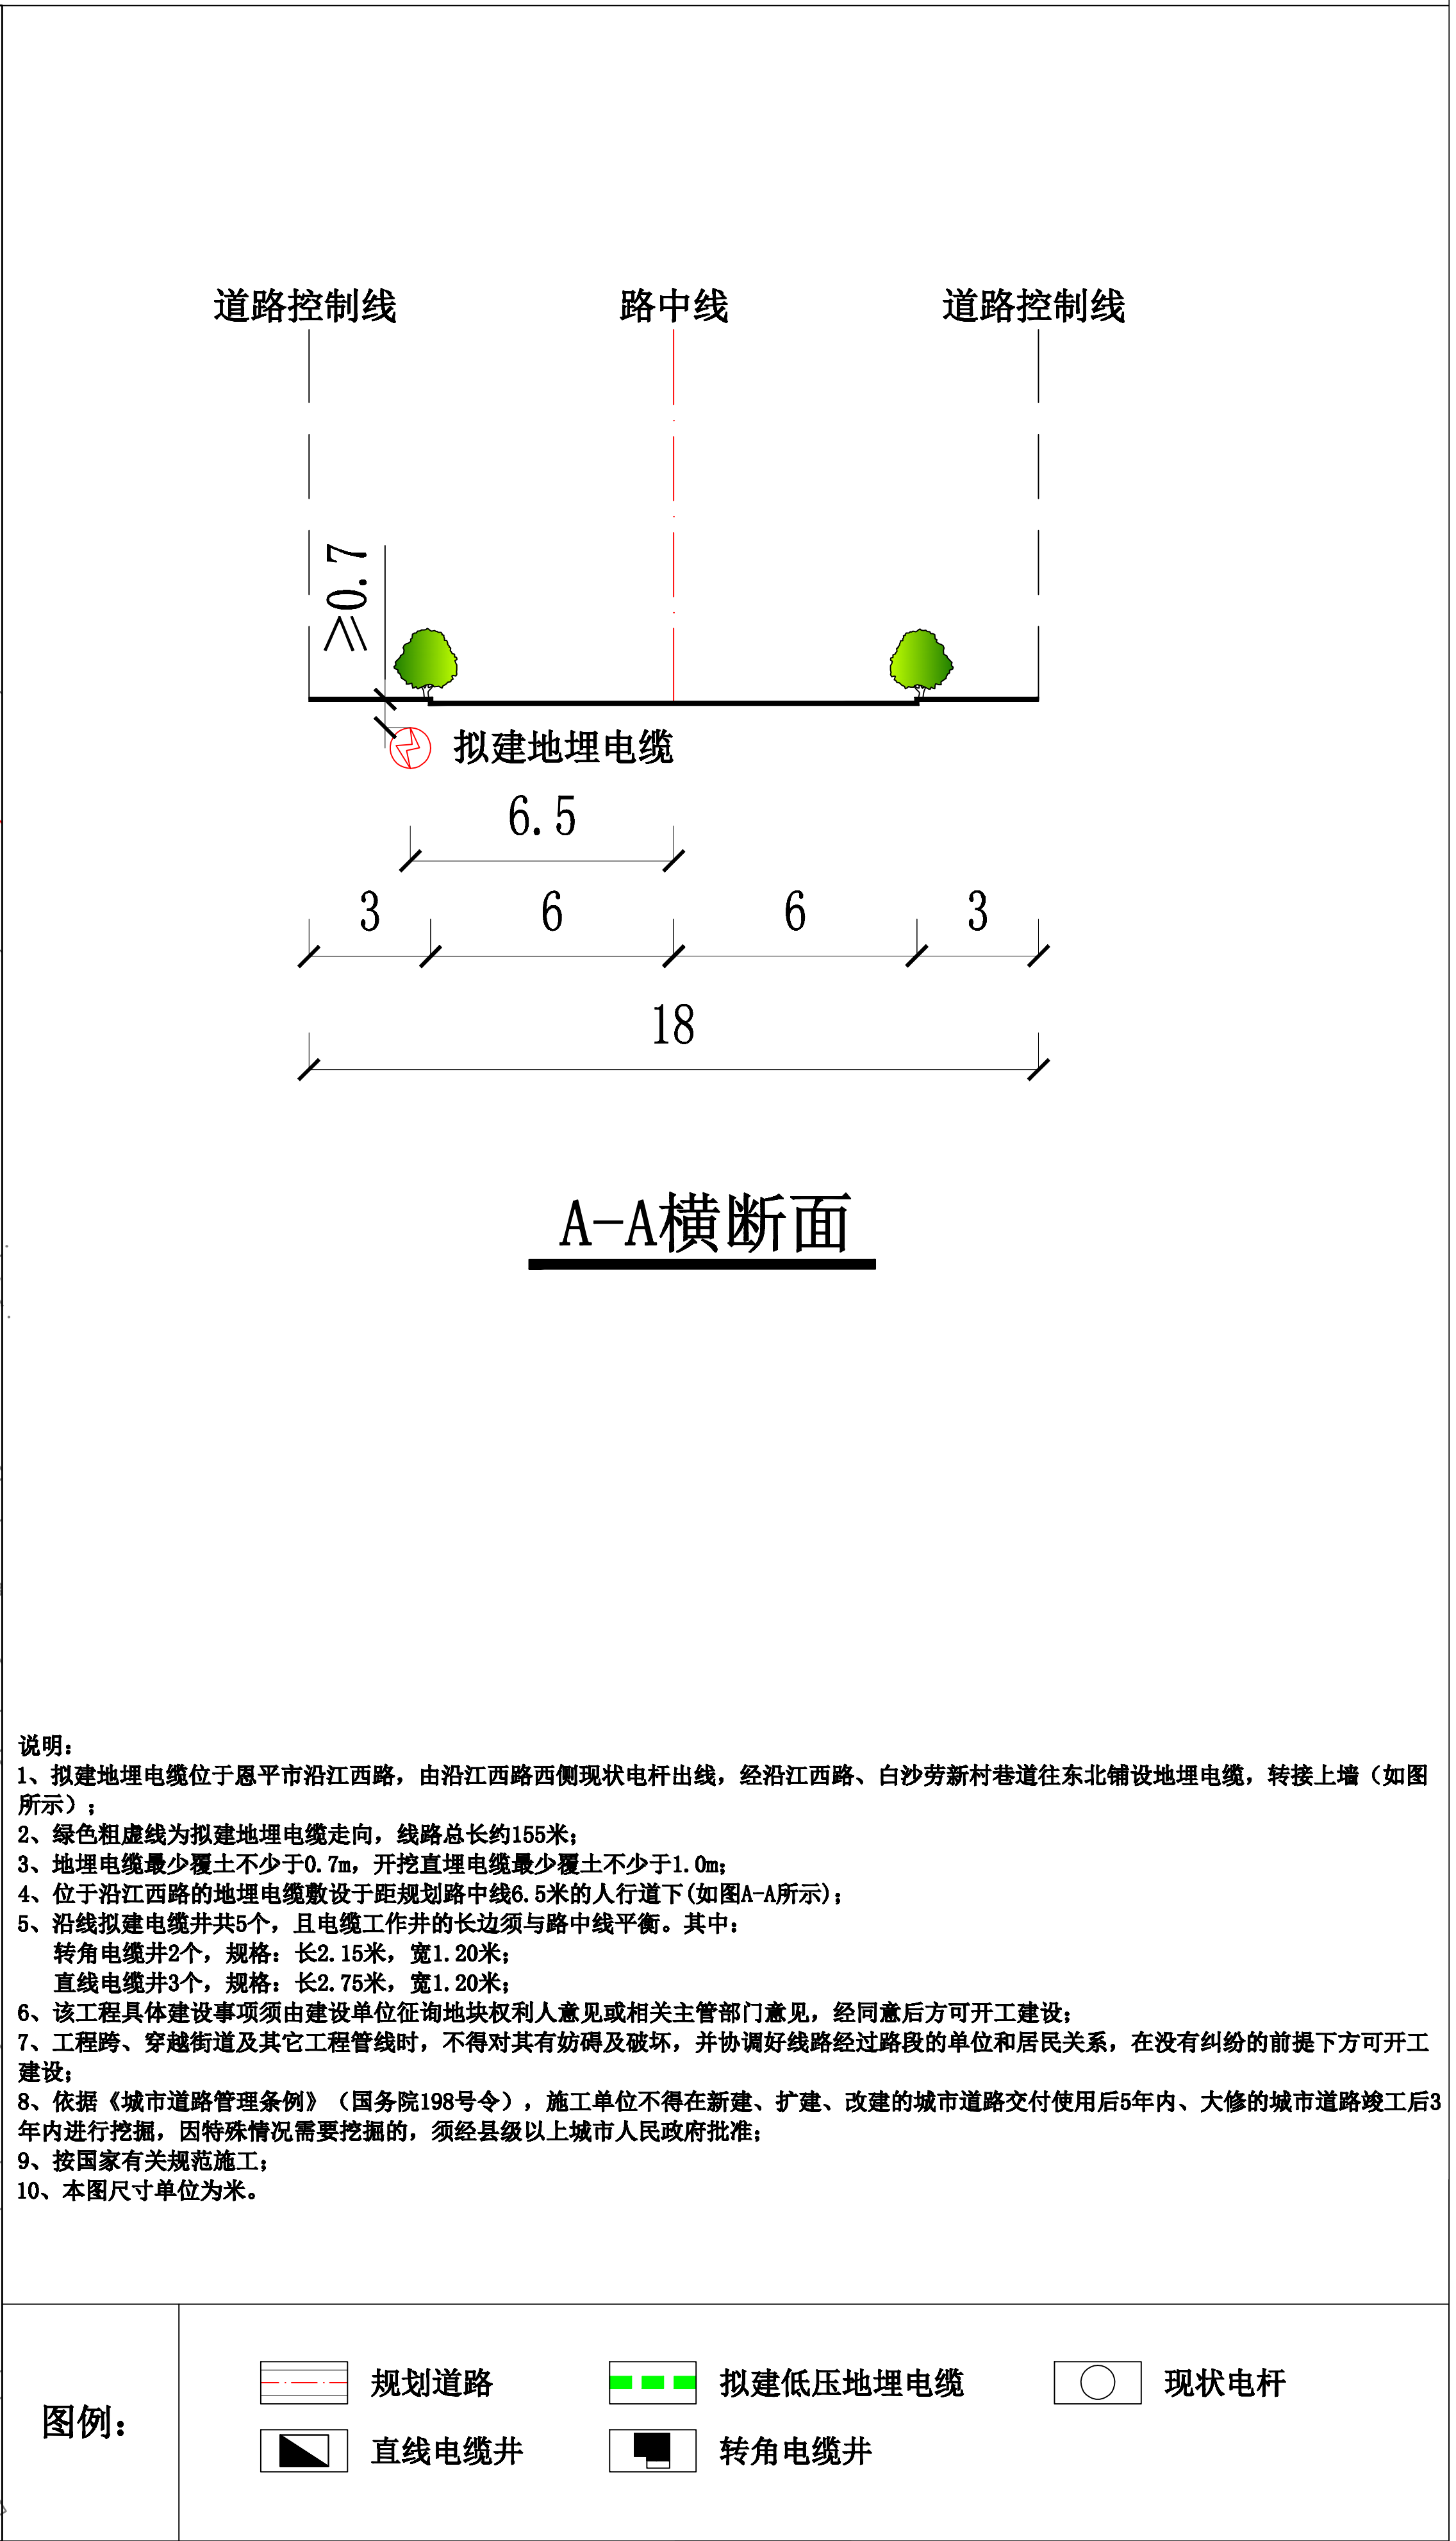 道路控制线 路中线 道路控制线
≥0.7
拟建地埋电缆
6.5
3 6 6 3
18
A-A横断面
说明：
1、拟建地埋电缆位于恩平市沿江西路，由沿江西路西侧现状电杆出线，经沿江西路、白沙劳新村巷道往东北铺设地埋电缆，转接上墙（如图
所示）；
2、绿色粗虚线为拟建地埋电缆走向，线路总长约155米；
3、地埋电缆最少覆土不少于0.7m，开挖直埋电缆最少覆土不少于1.0m；
4、位于沿江西路的地埋电缆敷设于距规划路中线6.5米的人行道下(如图A-A所示)；
5、沿线拟建电缆井共5个，且电缆工作井的长边须与路中线平衡。其中：
转角电缆井2个，规格：长2.15米，宽1.20米；
直线电缆井3个，规格：长2.75米，宽1.20米；
6、该工程具体建设事项须由建设单位征询地块权利人意见或相关主管部门意见，经同意后方可开工建设；
7、工程跨、穿越街道及其它工程管线时，不得对其有妨碍及破坏，并协调好线路经过路段的单位和居民关系，在没有纠纷的前提下方可开工
建设；
8、依据《城市道路管理条例》（国务院198号令），施工单位不得在新建、扩建、改建的城市道路交付使用后5年内、大修的城市道路竣工后3
年内进行挖掘，因特殊情况需要挖掘的，须经县级以上城市人民政府批准；
9、按国家有关规范施工；
10、本图尺寸单位为米。
图例：
规划道路 拟建低压地埋电缆 现状电杆
直线电缆井 转角电缆井